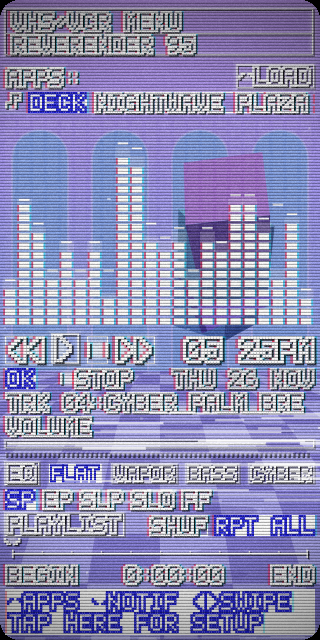 VHS/VCR MENU
REWERENDER '95
APPS:: LOAD
DECK NIGHTWAVE PLAZA
05 25PM
OK STOP THU 26 NOV
TRK 04-CYBER PALM BRE
VOLUME
EQ FLAT VAPOR BASS CYBER
SP EP SLP SLO FF
PLAYLIST SHUF RPT ALL
BEGIN 0:00:00 END
APPS NOTIF SWIPE
TAP HERE FOR SETUP